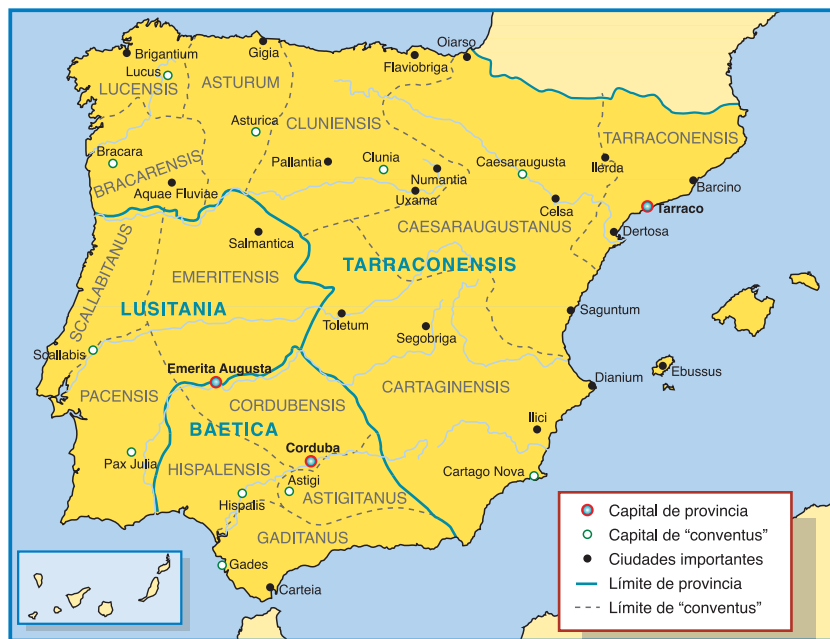 Oiarso
Gigia
Brigantium
Flaviobriga
Lucus
ASTURUM
LUCENSIS
Asturica
CLUNIENSIS
TARRACONENSIS
Bracara
Pallantia
Clunia
Caesaraugusta
Ilerda
BRACARENSIS
Numantia
Barcino
Aquae Fluviae
Uxama
Celsa
Tarraco
CAESARAUGUSTANUS
Dertosa
Salmantica
SCALLABITANUS
EMERITENSIS
TARRACONENSIS
LUSITANIA
Toletum
Saguntum
Segobriga
Scallabis
Emerita Augusta
Ebussus
Dianium
PACENSIS
CORDUBENSIS
CARTAGINENSIS
BAETICA
Ilici
Corduba
Pax Julia
HISPALENSIS
Cartago Nova
Astigi
Hispalis
ASTIGITANUS
GADITANUS
Gades
Carteia
Capital de provincia
Capital de “conventus”
Ciudades importantes
Límite de provincia
Límite de “conventus”